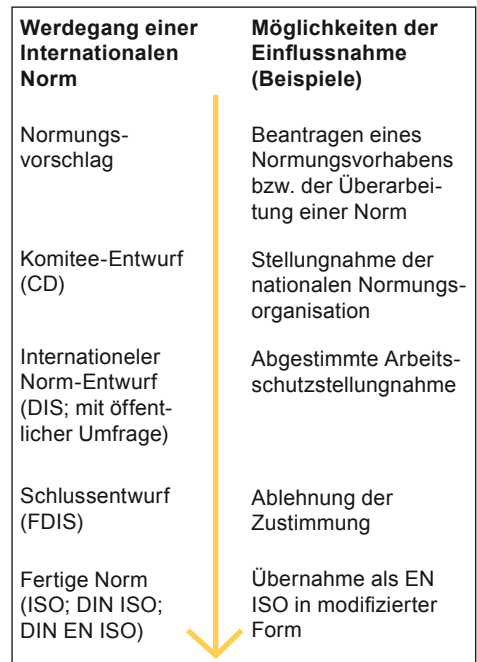 Werdegang einer
Internationalen
Norm
Möglichkeiten der
Einflussnahme
(Beispiele)
Normungs-
vorschlag
Beantragen eines
Normungsvorhabens
bzw. der Überarbei-
tung einer Norm
Komitee-Entwurf
(CD)
Stellungnahme der
nationalen Normungs-
organisation
Internationeler
Norm-Entwurf
(DIS; mit öffent-
licher Umfrage)
Abgestimmte Arbeits-
schutzstellungnahme
Schlussentwurf
(FDIS)
Ablehnung der
Zustimmung
Fertige Norm
(ISO; DIN ISO;
DIN EN ISO)
Übernahme als EN
ISO in modifizierter
Form